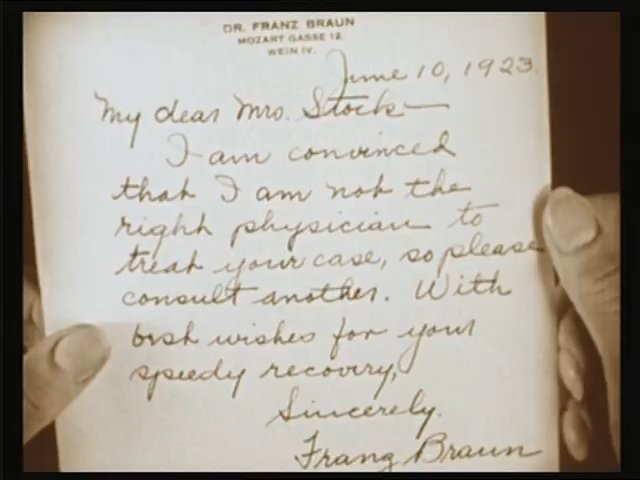 DR. FRANZ BRAUN
MOZART GASSE 12.
WEIN IV.
June 10, 1923.
My dear Mrs. Stock—
I am convinced
that I am not the
right physician to
treat your case, so please
consult another. With
best wishes for your
speedy recovery,
Sincerely.
Franz Braun